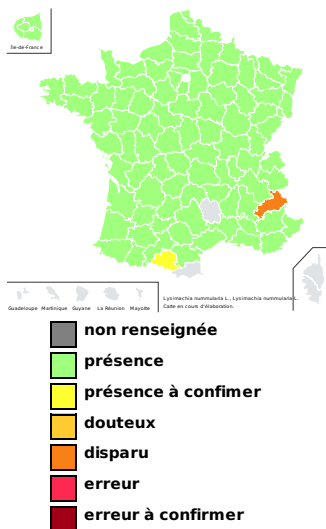 Île-de-France
Lysimachia nummularia L., Lysimachia nummularia L.
Carte en cours d'élaboration.
Guadeloupe Martinique Guyane La Réunion Mayotte
non renseignée
présence
présence à confimer
douteux
disparu
erreur
erreur à confirmer